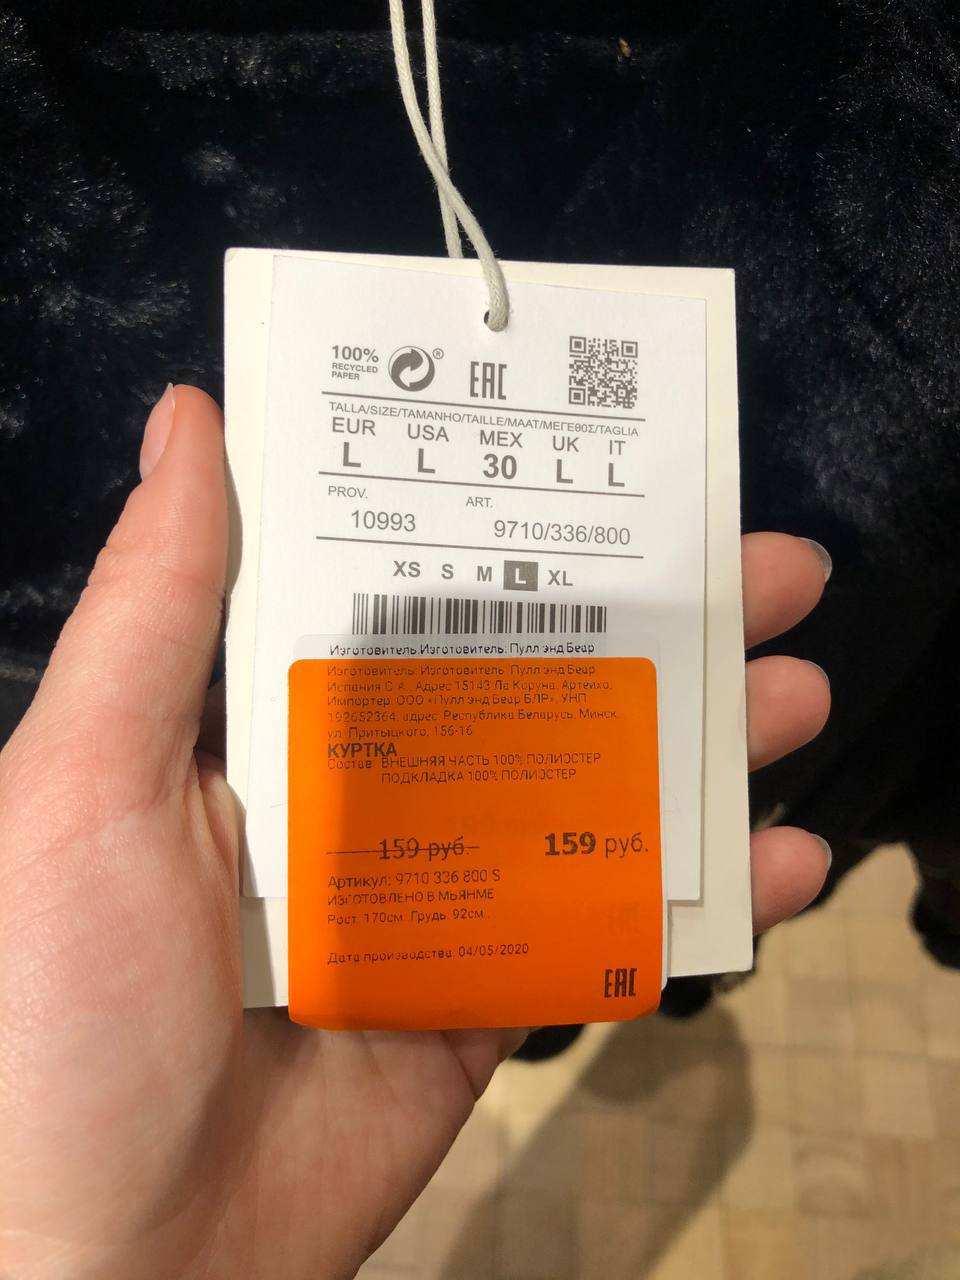 100%
RECYCLED
PAPER
®
EAC
TALLA/SIZE/TAMANHO/TAILLE/MAAT/ΜΕΓΕΘΟΣ/TAGLIA
EUR USA MEX UK IT
L L 30 L L
PROV. ART.
10993 9710/336/800
XS S M L XL
Изготовитель:Изготовитель: Пулл энд Беар
Изготовитель: Изготовитель: Пулл энд Беар
Испания С.А., Адрес 15143 Ла Коруна, Артейхо,
Импортер: ООО «Пулл энд Беар БЛР», УНП
192652364, адрес: Республика Беларусь, Минск,
ул. Притыцкого, 156-16
КУРТКА
Состав: ВНЕШНЯЯ ЧАСТЬ 100% ПОЛИЭСТЕР
ПОДКЛАДКА 100% ПОЛИЭСТЕР
159 руб. 159 руб.
Артикул: 9710 336 800 S
ИЗГОТОВЛЕНО В МЬЯНМЕ
Рост: 170см. Грудь: 92см.
Дата производства: 04/05/2020
EAC